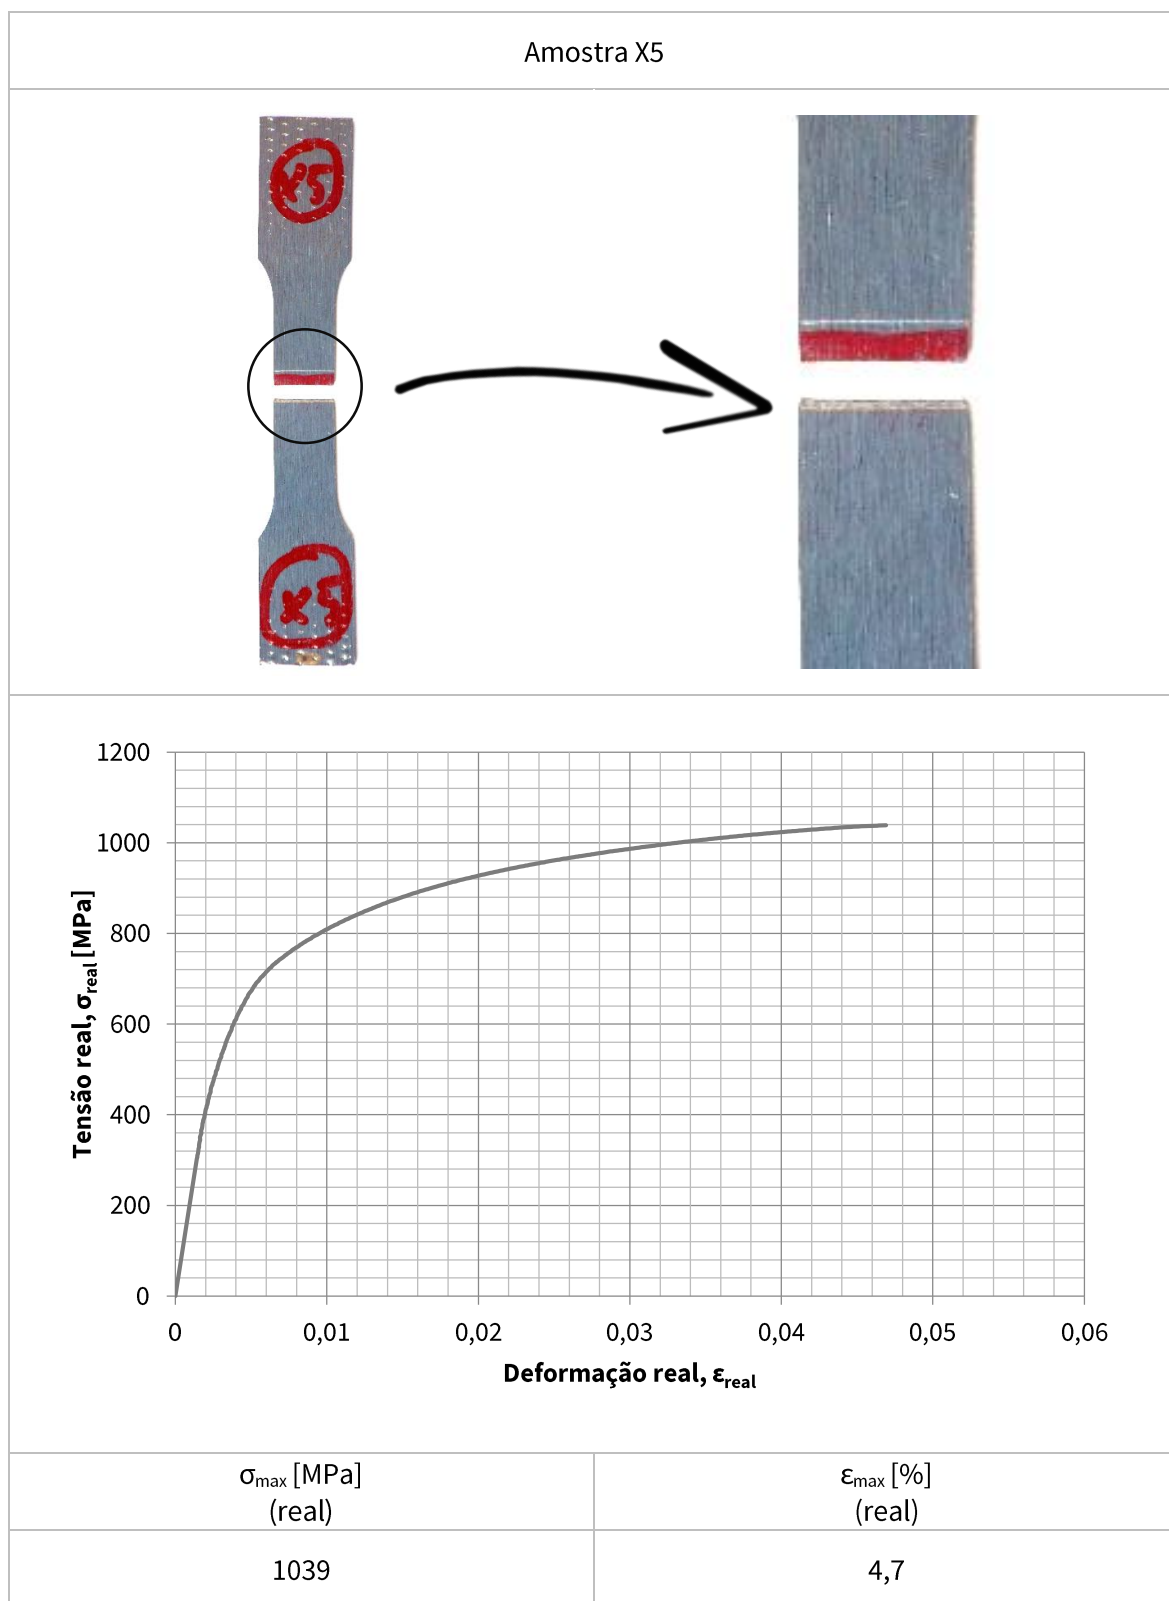 Amostra X5
X5
X5
1200
1000
800
600
400
200
0
Tensão real, σreal [MPa]
0 0,01 0,02 0,03 0,04 0,05 0,06
Deformação real, εreal
σmax [MPa] εmax [%]
(real) (real)
1039 4,7